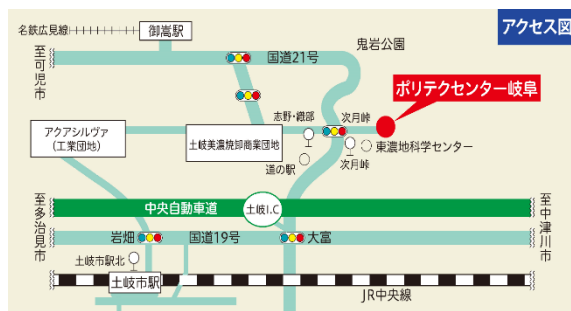 アクセス図
名鉄広見線
御嵩駅
至可児市
国道21号
鬼岩公園
ポリテクセンター岐阜
志野・織部
次月峠
アクアシルヴァ
(工業団地)
土岐美濃焼卸商業団地
道の駅
次月峠
東濃地科学センター
至多治見市
中央自動車道
土岐I.C
至中津川市
岩畑
国道19号
大富
土岐市駅北
土岐市駅
JR中央線